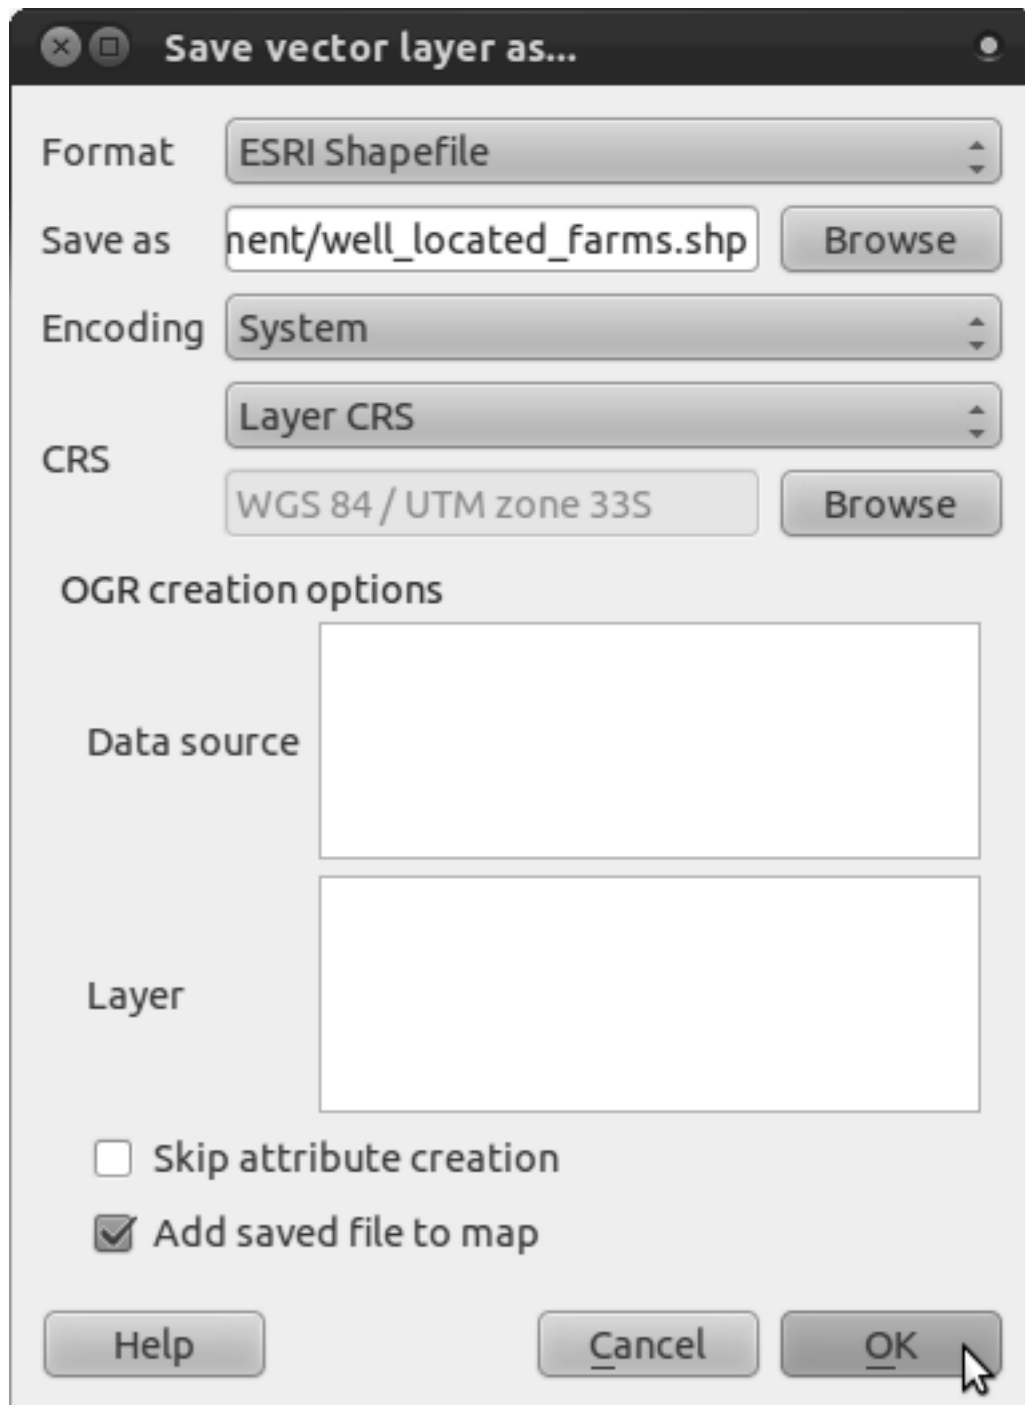 Save vector layer as...
Format ESRI Shapefile
Save as nent/well_located_farms.shp Browse
Encoding System
Layer CRS
CRS
WGS 84 / UTM zone 33S Browse
OGR creation options
Data source
Layer
Skip attribute creation
Add saved file to map
Help Cancel OK